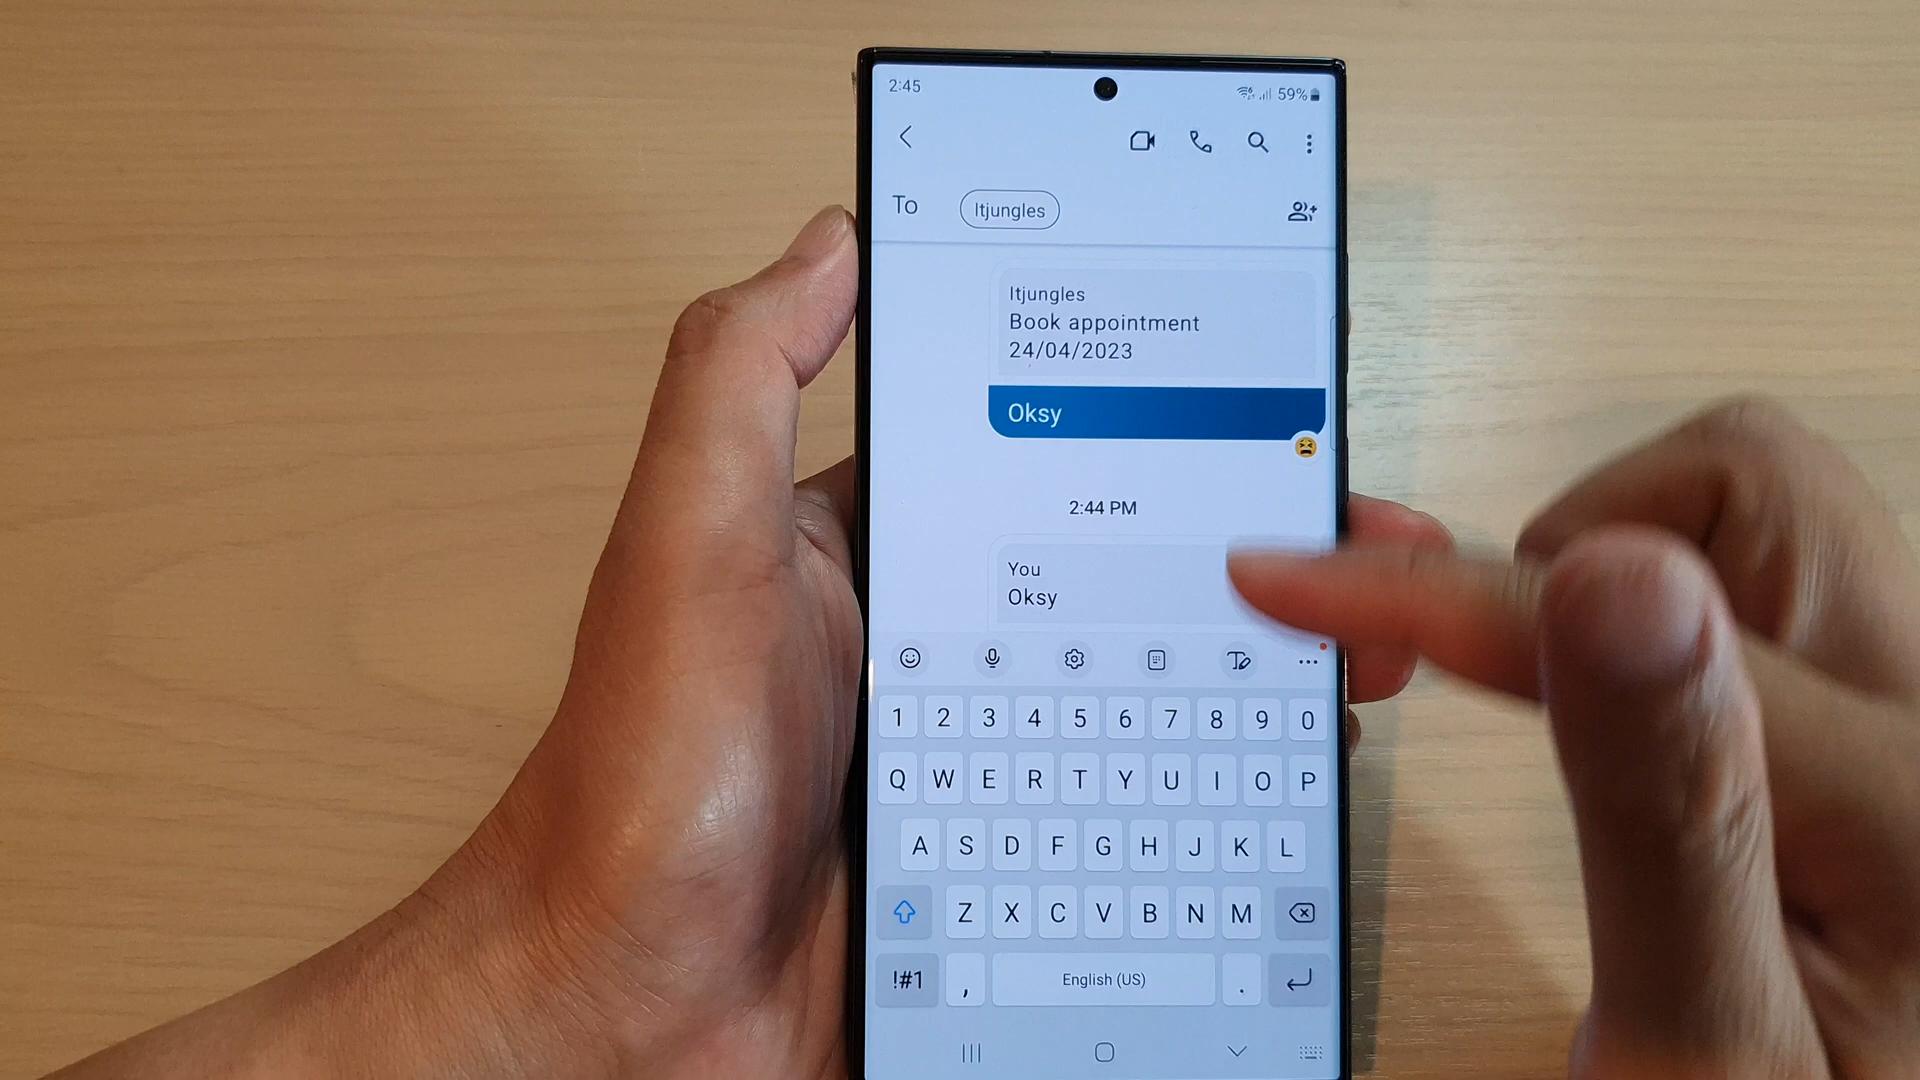 2:45
59%
To Itjungles
Itjungles
Book appointment
24/04/2023
Oksy
2:44 PM
You
Oksy
1 2 3 4 5 6 7 8 9 0
Q W E R T Y U I O P
A S D F G H J K L
Z X C V B N M
!#1 , English (US) .